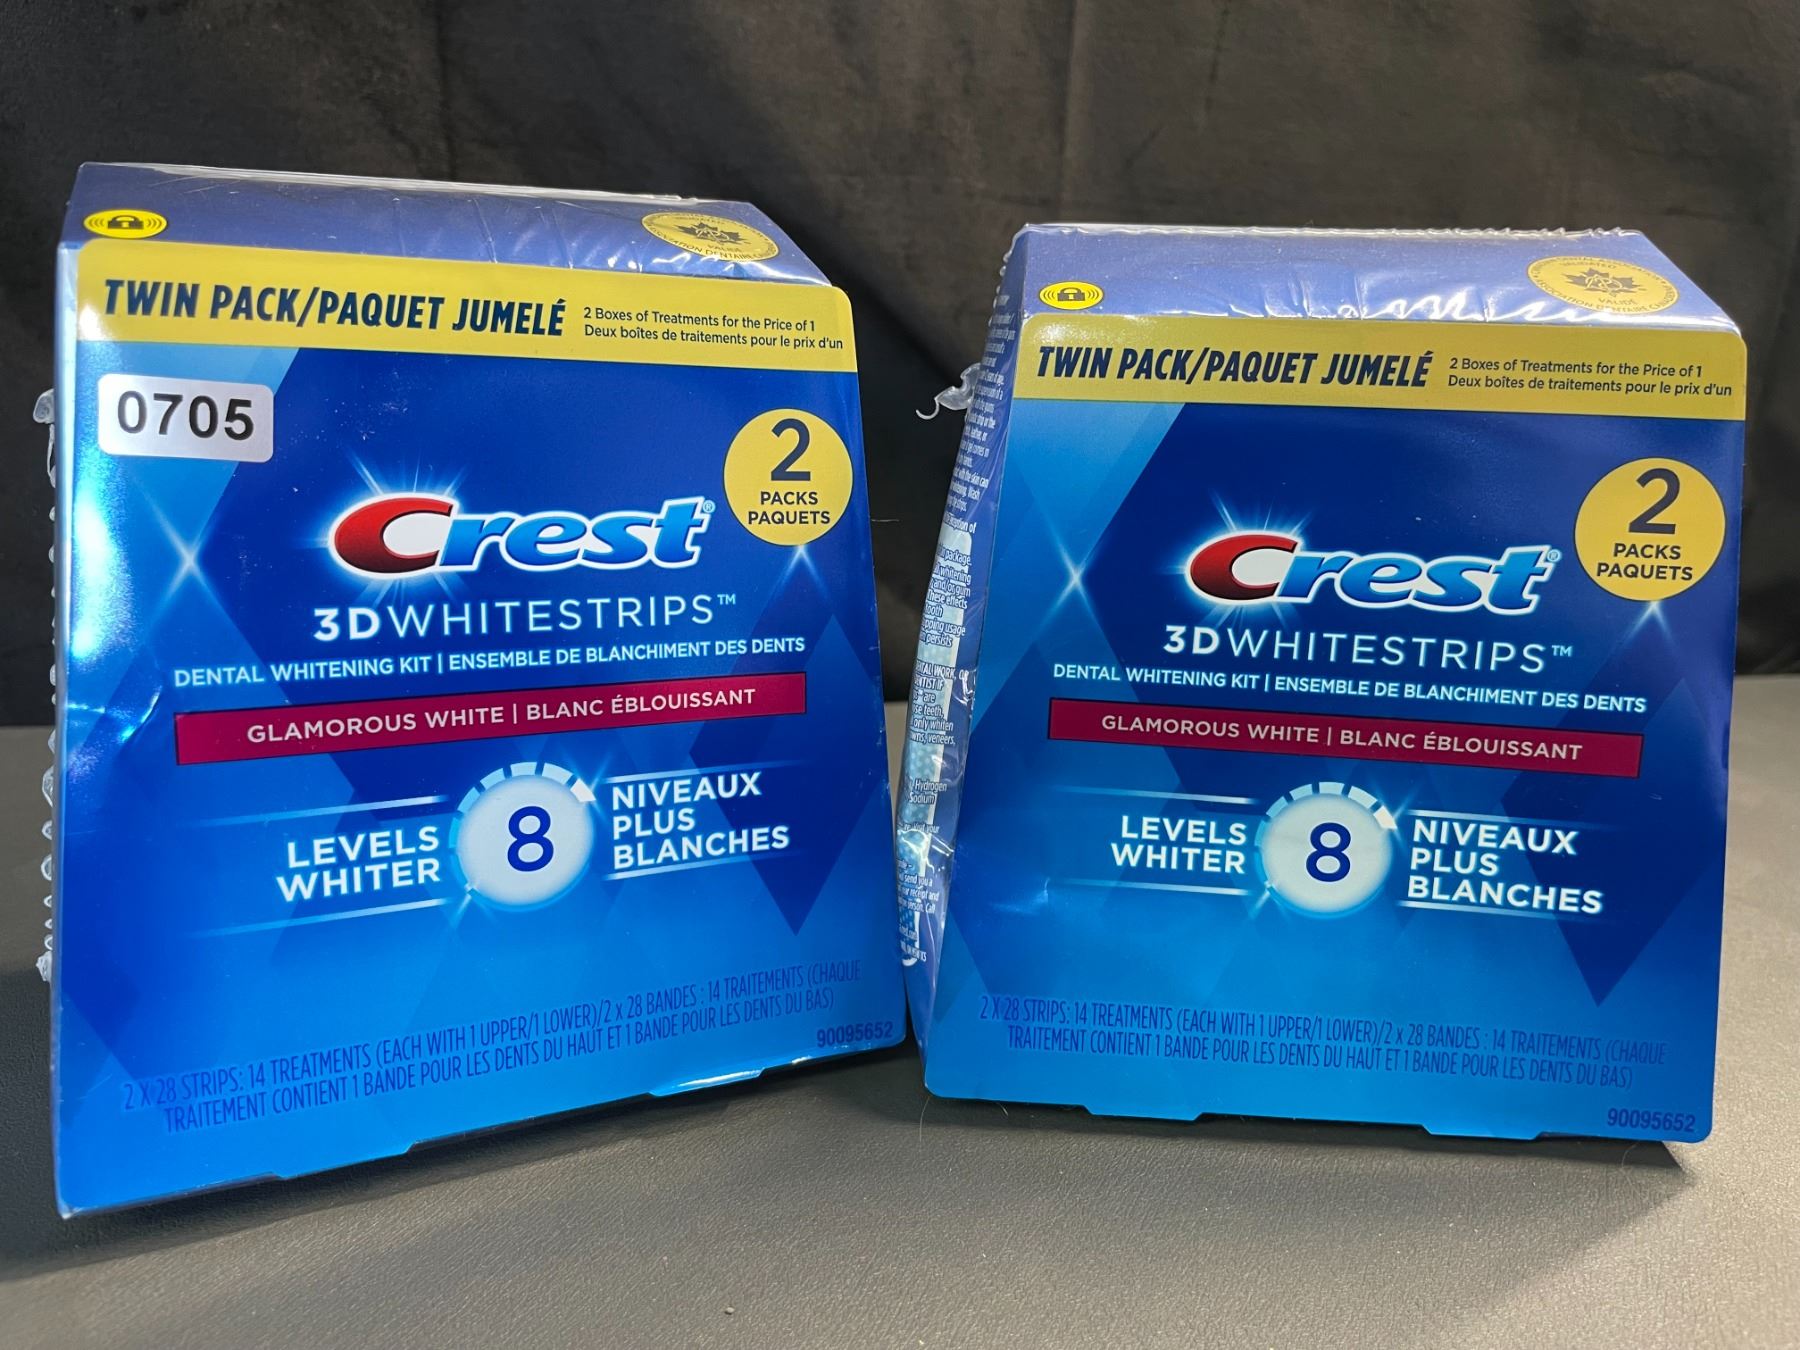 TWIN PACK/PAQUET JUMELÉ
2 Boxes of Treatments for the Price of 1
Deux boîtes de traitements pour le prix d'un
0705
2
PACKS
PAQUETS
Crest®
3DWHITESTRIPS™
DENTAL WHITENING KIT | ENSEMBLE DE BLANCHIMENT DES DENTS
GLAMOROUS WHITE | BLANC ÉBLOUISSANT
LEVELS
WHITER
8
NIVEAUX
PLUS
BLANCHES
2 X 28 STRIPS: 14 TREATMENTS (EACH WITH 1 UPPER/1 LOWER)/2 x 28 BANDES : 14 TRAITEMENTS (CHAQUE
TRAITEMENT CONTIENT 1 BANDE POUR LES DENTS DU HAUT ET 1 BANDE POUR LES DENTS DU BAS)
90095652
VALIDÉ
TWIN PACK/PAQUET JUMELÉ
2 Boxes of Treatments for the Price of 1
Deux boîtes de traitements pour le prix d'un
2
PACKS
PAQUETS
Crest®
3DWHITESTRIPS™
DENTAL WHITENING KIT | ENSEMBLE DE BLANCHIMENT DES DENTS
GLAMOROUS WHITE | BLANC ÉBLOUISSANT
LEVELS
WHITER
8
NIVEAUX
PLUS
BLANCHES
2 X 28 STRIPS: 14 TREATMENTS (EACH WITH 1 UPPER/1 LOWER)/2 x 28 BANDES : 14 TRAITEMENTS (CHAQUE
TRAITEMENT CONTIENT 1 BANDE POUR LES DENTS DU HAUT ET 1 BANDE POUR LES DENTS DU BAS)
90095652